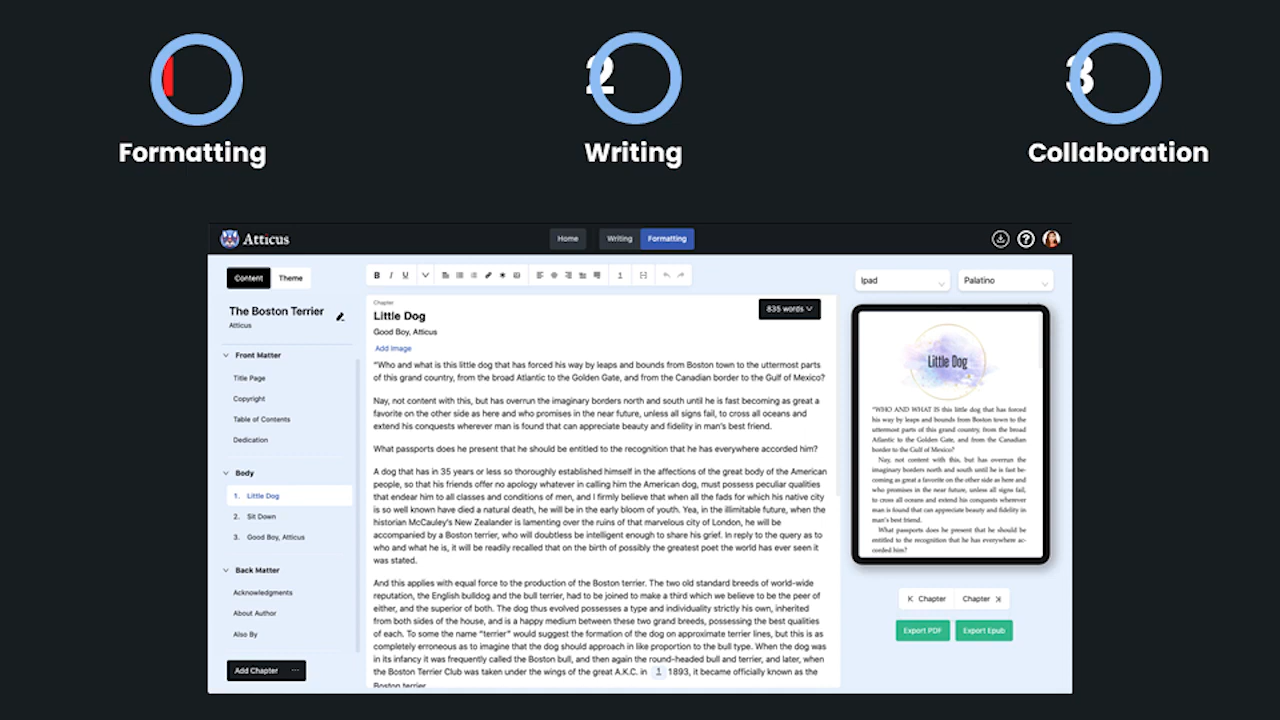 2
3
Formatting
Writing
Collaboration
Atticus
Home
Writing
Formatting
Content
Theme
The Boston Terrier
Atticus
Front Matter
Title Page
Copyright
Table of Contents
Dedication
Body
1. Little Dog
2. Sit Down
3. Good Boy, Atticus
Back Matter
Acknowledgments
About Author
Also By
Add Chapter
B I U
1
Chapter
Little Dog
835 words
Good Boy, Atticus
Add Image
"Who and what is this little dog that has forced his way by leaps and bounds from Boston town to the uttermost parts
of this grand country, from the broad Atlantic to the Golden Gate, and from the Canadian border to the Gulf of Mexico?
Nay, not content with this, but has overrun the imaginary borders north and south until he is fast becoming as great a
favorite on the other side as here and who promises in the near future, unless all signs fail, to cross all oceans and
extend his conquests wherever man is found that can appreciate beauty and fidelity in man's best friend.
What passports does he present that he should be entitled to the recognition that he has everywhere accorded him?
A dog that has in 35 years or less so thoroughly established himself in the affections of the great body of the American
people, so that his friends offer no apology whatever in calling him the American dog, must possess peculiar qualities
that endear him to all classes and conditions of men, and I firmly believe that when all the fads for which his native city
is so well known have died a natural death, he will be in the early bloom of youth. Yea, in the illimitable future, when the
historian McCauley's New Zealander is lamenting over the ruins of that marvelous city of London, he will be
accompanied by a Boston terrier, who will doubtless be intelligent enough to share his grief. In reply to the query as to
who and what he is, it will be readily recalled that on the birth of possibly the greatest poet the world has ever seen it
was stated.
And this applies with equal force to the production of the Boston terrier. The two old standard breeds of world-wide
reputation, the English bulldog and the bull terrier, had to be joined to make a third which we believe to be the peer of
either, and the superior of both. The dog thus evolved possesses a type and individuality strictly his own, inherited
from both sides of the house, and is a happy medium between these two grand breeds, possessing the best qualities
of each. To some the name "terrier" would suggest the formation of the dog on approximate terrier lines, but this is as
completely erroneous as to imagine that the dog should approach in like proportion to the bull type. When the dog was
in its infancy it was frequently called the Boston bull, and then again the round-headed bull and terrier, and later, when
the Boston Terrier Club was taken under the wings of the great A.K.C. in 1 1893, it became officially known as the
Boston terrier
Ipad
Palatino
Little Dog
"WHO AND WHAT IS this little dog that has forced
his way by leaps and bounds from Boston town to the
uttermost parts of this grand country, from the broad
Atlantic to the Golden Gate, and from the Canadian
border to the Gulf of Mexico?
Nay, not content with this, but has overrun the
imaginary borders north and south until he is fast be-
coming as great a favorite on the other side as here and
who promises in the near future, unless all signs fail,
to cross all oceans and extend his conquests wherever
man is found that can appreciate beauty and fidelity in
man's best friend.
What passports does he present that he should be
entitled to the recognition that he has everywhere ac-
corded him?
Chapter
Chapter
Export PDF
Export Epub